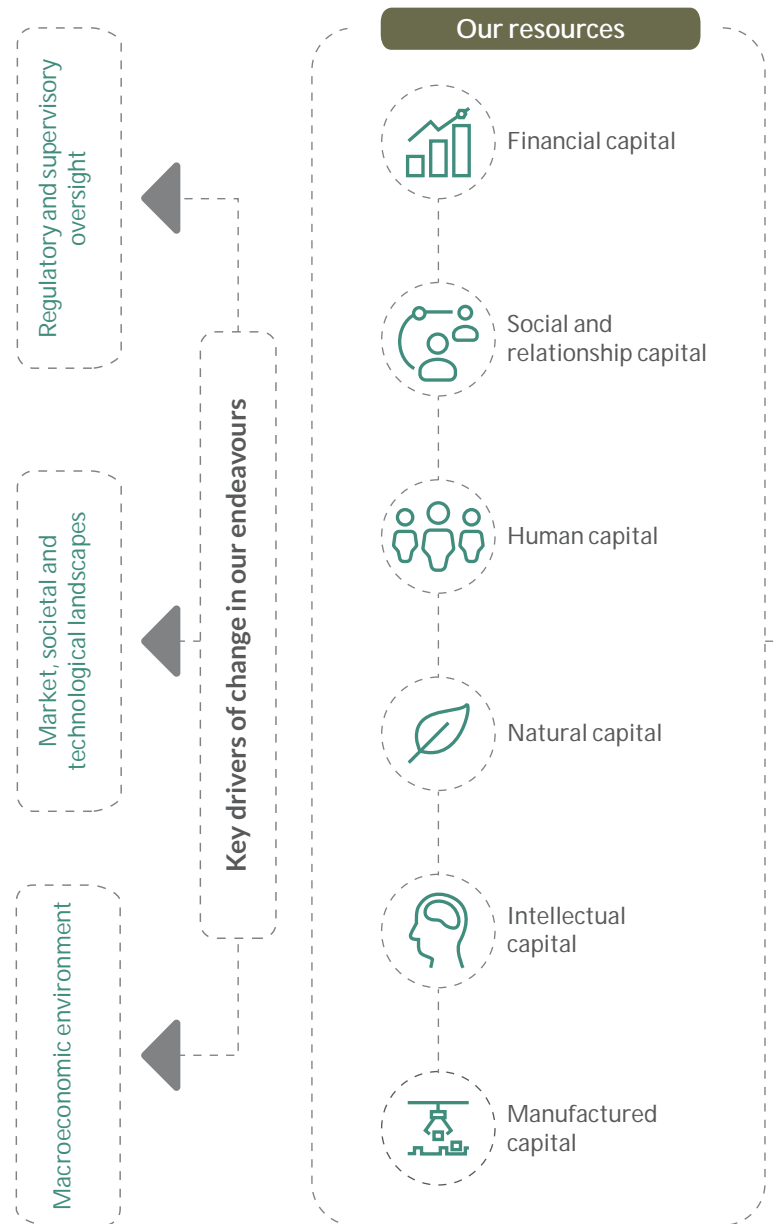 Regulatory and supervisory
oversight
Market, societal and
technological landscapes
Macroeconomic environment
Key drivers of change in our endeavours
Our resources
Financial capital
Social and
relationship capital
Human capital
Natural capital
Intellectual
capital
Manufactured
capital